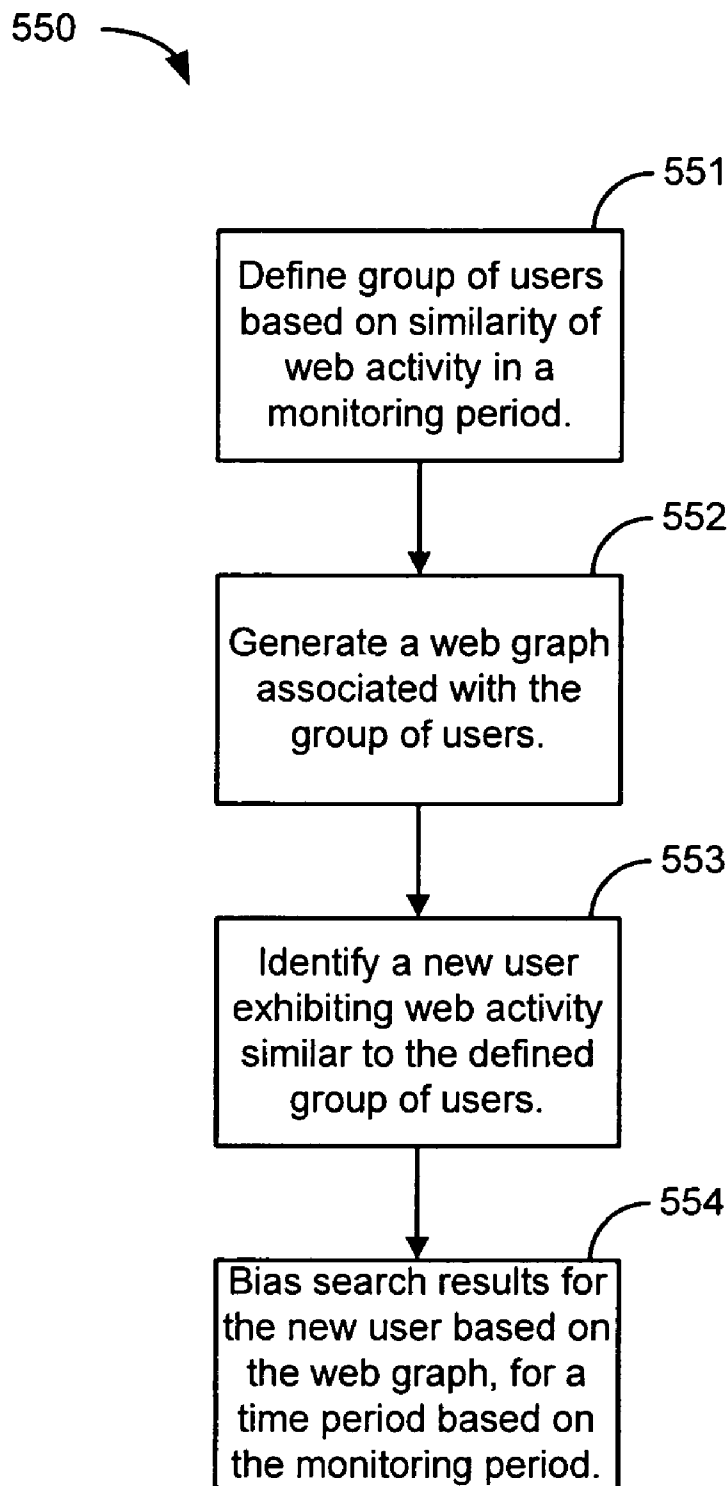 550
551
Define group of users
based on similarity of
web activity in a
monitoring period.
552
Generate a web graph
associated with the
group of users.
553
Identify a new user
exhibiting web activity
similar to the defined
group of users.
554
Bias search results for
the new user based on
the web graph, for a
time period based on
the monitoring period.